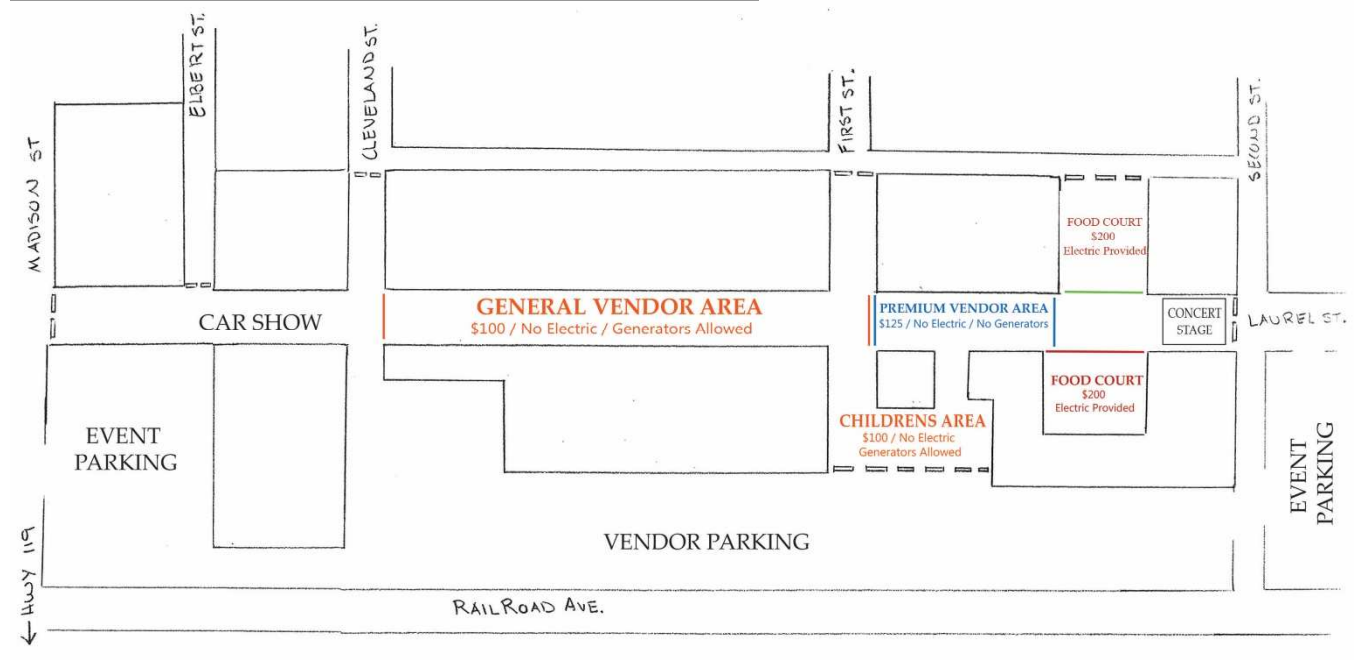 ELBERT ST.
CLEVELAND ST.
FIRST ST.
SECOND ST.
MADISON ST
FOOD COURT
$200
Electric Provided
GENERAL VENDOR AREA
$100 / No Electric / Generators Allowed
PREMIUM VENDOR AREA
$125 / No Electric / No Generators
CAR SHOW
CONCERT
STAGE
LAUREL ST.
FOOD COURT
$200
Electric Provided
CHILDRENS AREA
$100 / No Electric
Generators Allowed
EVENT
PARKING
EVENT
PARKING
VENDOR PARKING
HWY 119
RAILROAD AVE.